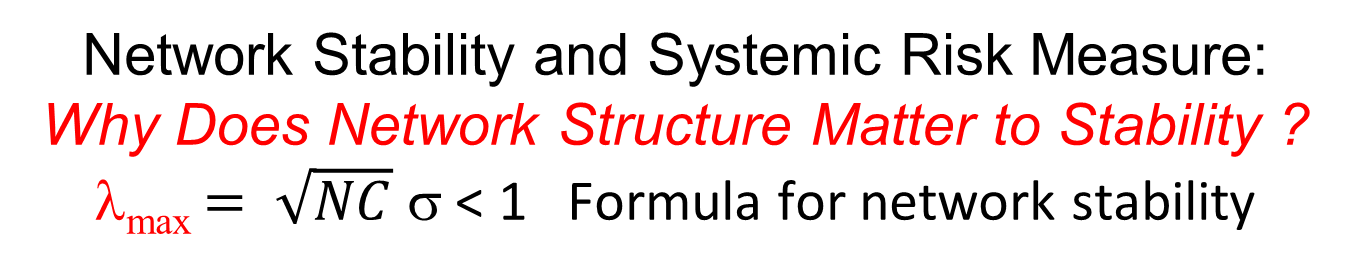 Network Stability and Systemic Risk Measure:
Why Does Network Structure Matter to Stability ?
λmax = √NC σ < 1 Formula for network stability